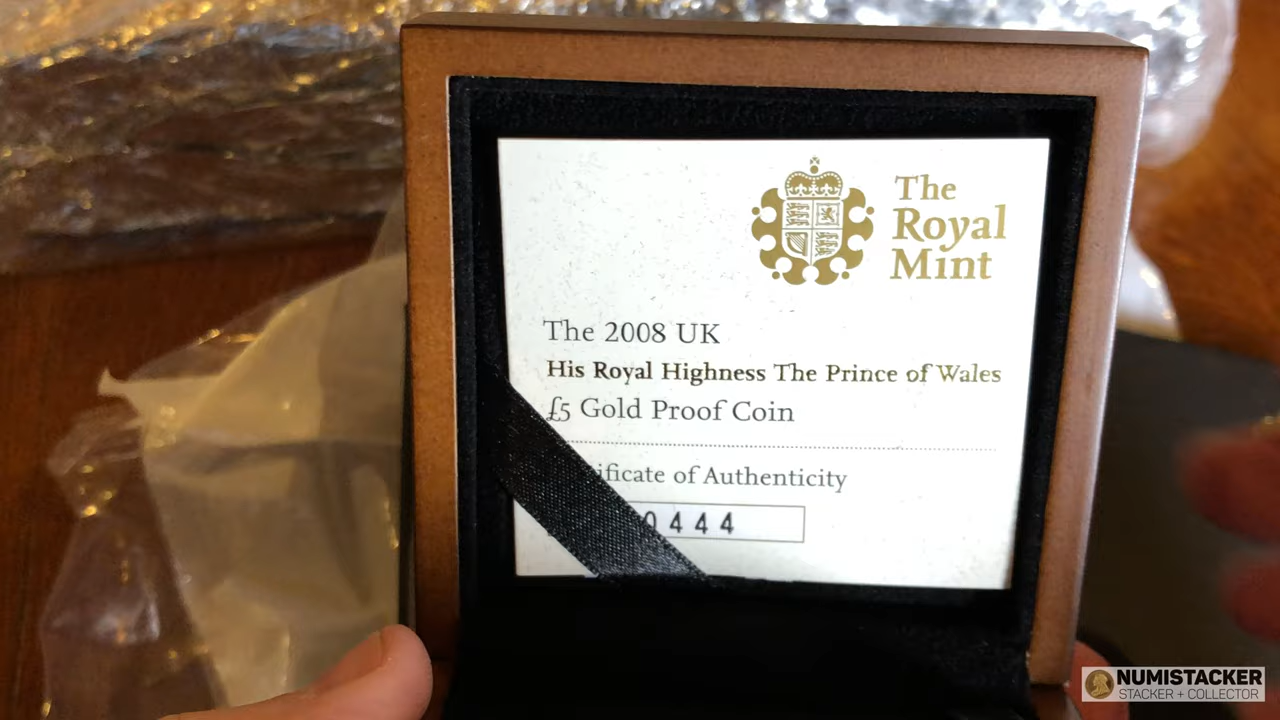 The
Royal
Mint
The 2008 UK
His Royal Highness The Prince of Wales
£5 Gold Proof Coin
ificate of Authenticity
0444
NUMISTACKER
STACKER + COLLECTOR